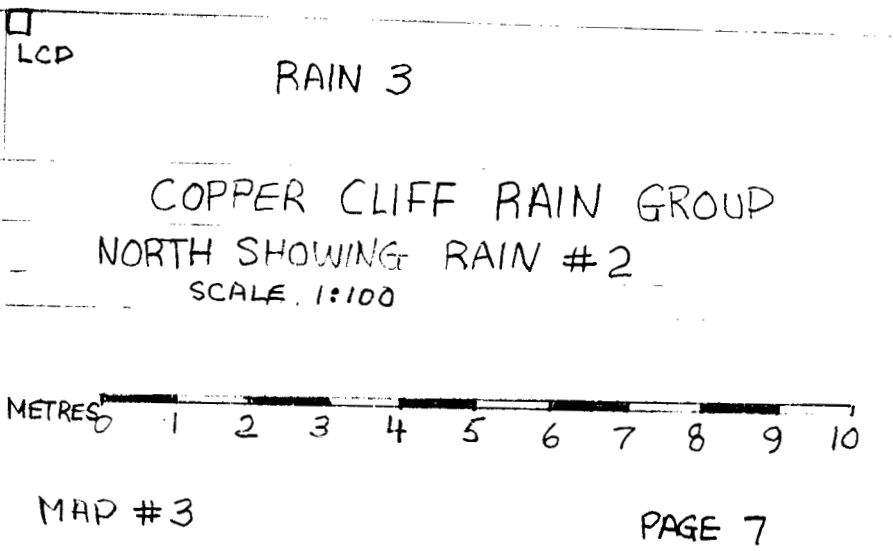 LCP
RAIN 3
COPPER CLIFF RAIN GROUP
NORTH SHOWING RAIN #2
SCALE. 1:100
METRES 0 1 2 3 4 5 6 7 8 9 10
MAP #3
PAGE 7